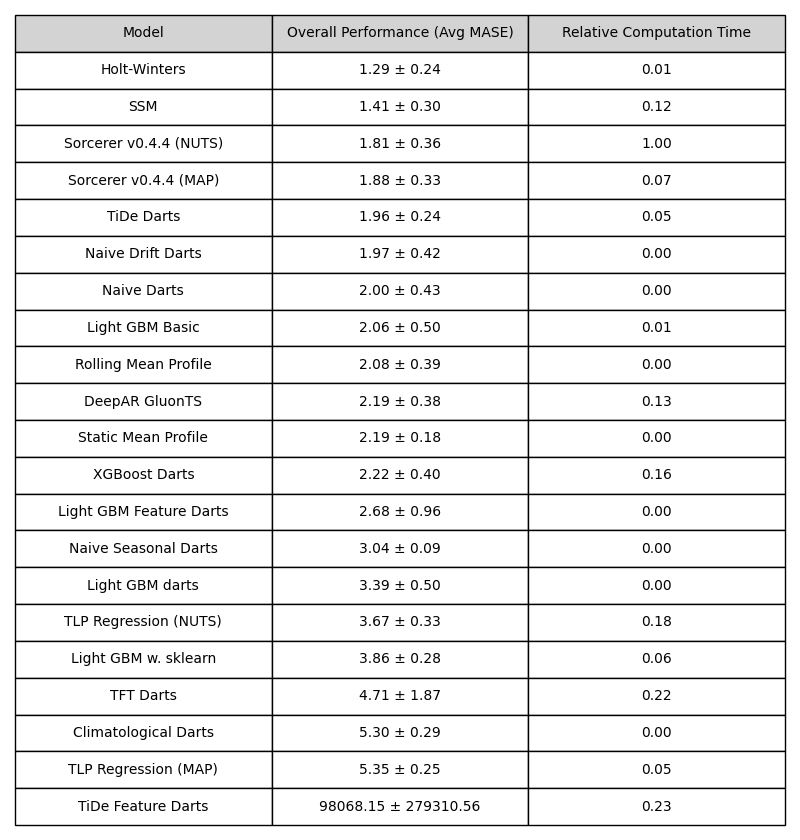 Model Overall Performance (Avg MASE) Relative Computation Time
Holt-Winters 1.29 ± 0.24 0.01
SSM 1.41 ± 0.30 0.12
Sorcerer v0.4.4 (NUTS) 1.81 ± 0.36 1.00
Sorcerer v0.4.4 (MAP) 1.88 ± 0.33 0.07
TiDe Darts 1.96 ± 0.24 0.05
Naive Drift Darts 1.97 ± 0.42 0.00
Naive Darts 2.00 ± 0.43 0.00
Light GBM Basic 2.06 ± 0.50 0.01
Rolling Mean Profile 2.08 ± 0.39 0.00
DeepAR GluonTS 2.19 ± 0.38 0.13
Static Mean Profile 2.19 ± 0.18 0.00
XGBoost Darts 2.22 ± 0.40 0.16
Light GBM Feature Darts 2.68 ± 0.96 0.00
Naive Seasonal Darts 3.04 ± 0.09 0.00
Light GBM darts 3.39 ± 0.50 0.00
TLP Regression (NUTS) 3.67 ± 0.33 0.18
Light GBM w. sklearn 3.86 ± 0.28 0.06
TFT Darts 4.71 ± 1.87 0.22
Climatological Darts 5.30 ± 0.29 0.00
TLP Regression (MAP) 5.35 ± 0.25 0.05
TiDe Feature Darts 98068.15 ± 279310.56 0.23